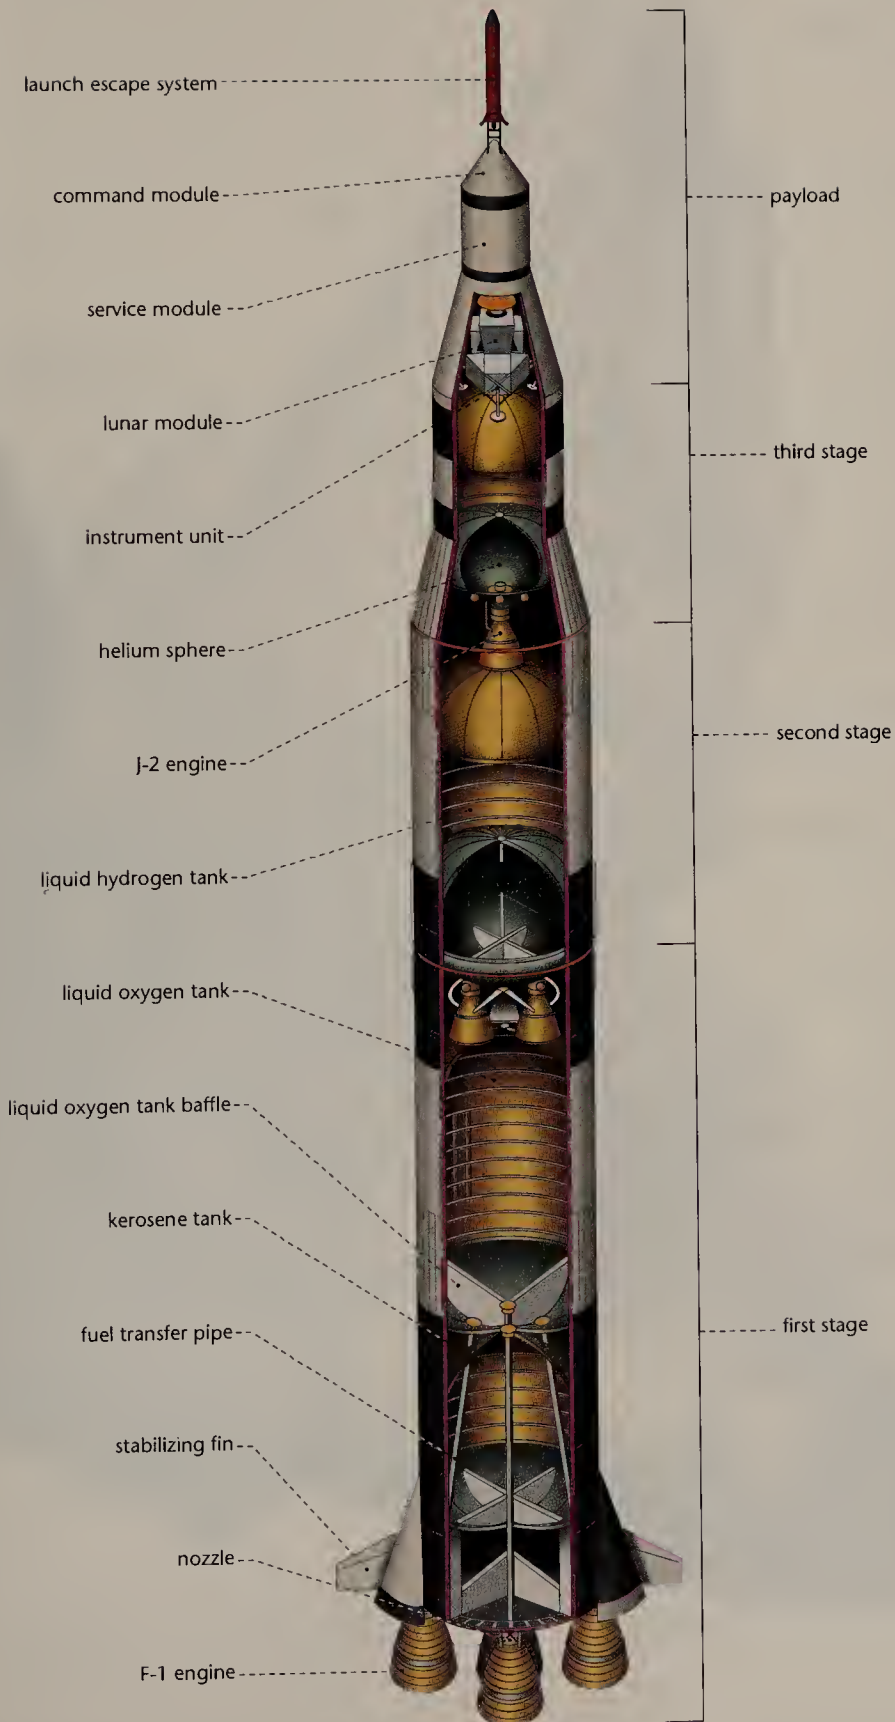 launch escape system
command module
payload
service module
lunar module
third stage
instrument unit
helium sphere
second stage
J-2 engine
liquid hydrogen tank
liquid oxygen tank
liquid oxygen tank baffle
kerosene tank
first stage
fuel transfer pipe
stabilizing fin
nozzle
F-1 engine